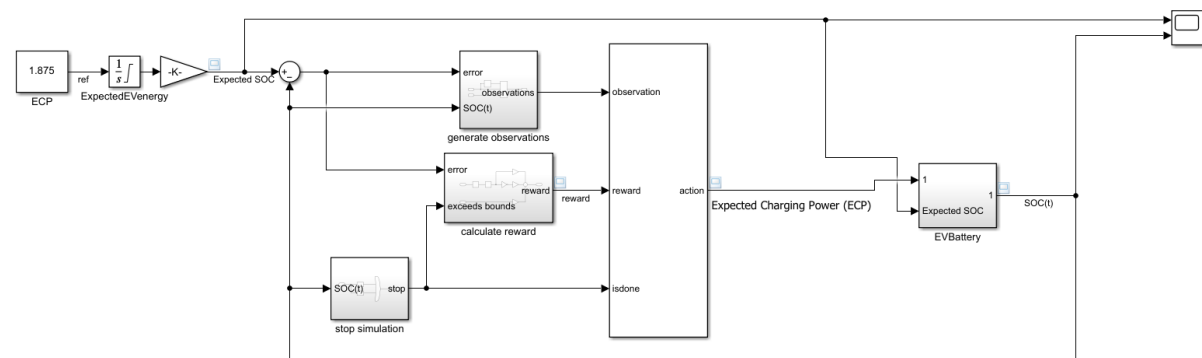 1.875
ECP
ref
1
s
ExpectedEVenergy
-K-
Expected SOC
+
−
error
SOC(t)
observations
generate observations
error
exceeds bounds
reward
calculate reward
reward
SOC(t)
stop
stop simulation
observation
reward
isdone
action
Expected Charging Power (ECP)
1
Expected SOC
1
EVBattery
SOC(t)